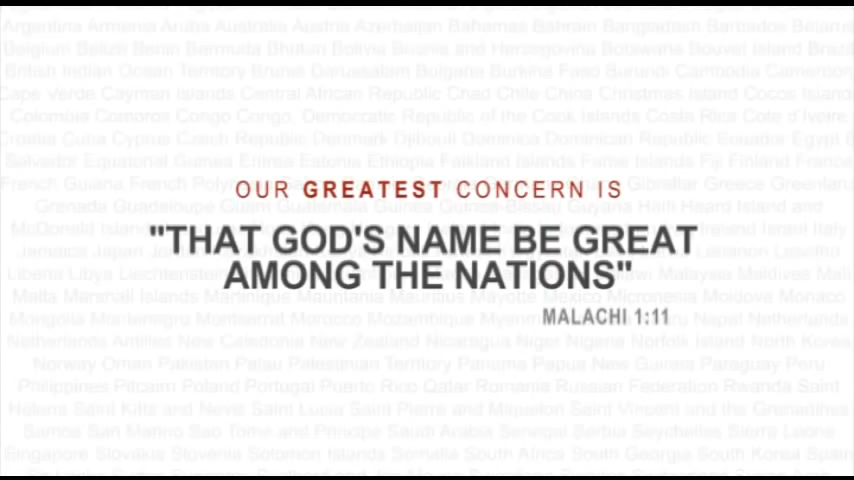 Argentina Armenia Aruba Australia Austria Azerbaijan Bahamas Bahrain Bangladesh Barbados Belarus
Belgium Belize Benin Bermuda Bhutan Bolivia Bosnia and Herzegovina Botswana Bouvet Island Brazil
British Indian Ocean Territory Brunei Darussalam Bulgaria Burkina Faso Burundi Cambodia Cameroon
Cape Verde Cayman Islands Central African Republic Chad Chile China Christmas Island Cocos Islands
Colombia Comoros Congo Congo, Democratic Republic of the Cook Islands Costa Rica Cote d'Ivoire
Croatia Cuba Cyprus Czech Republic Denmark Djibouti Dominica Dominican Republic Ecuador Egypt
Salvador Equatorial Guinea Eritrea Estonia Ethiopia Falkland Islands Faroe Islands Fiji Finland France
French Guiana French Gibraltar Greece
OUR GREATEST CONCERN IS
Grenada Guadeloupe Guam Guatemala Guinea Guinea-Bissau Guyana Haiti Heard Island and
McDonald Ireland Israel Italy
"THAT GOD'S NAME BE GREAT
Jamaica Japan Lebanon Lesotho
AMONG THE NATIONS"
Liberia Libya Liechtenstein Malaysia Maldives Mali
Malta Marshall Islands Martinique Mauritania Mauritius Mayotte Mexico Micronesia Moldova Monaco
MALACHI 1:11
Mongolia Montenegro Montserrat Morocco Mozambique Nepal Netherlands
Netherlands Antilles New Caledonia New Zealand Nicaragua Niger Nigeria Norfolk Island North Korea
Norway Oman Pakistan Palau Palestinian Territory Panama Papua New Guinea Paraguay Peru
Philippines Pitcairn Poland Portugal Puerto Rico Qatar Romania Russian Federation Rwanda Saint
Helena Saint Kitts and Nevis Saint Lucia Saint Pierre and Miquelon Saint Vincent and the Grenadines
Samoa San Marino Sao Tome and Principe Saudi Arabia Senegal Serbia Seychelles Sierra Leone
Singapore Slovakia Slovenia Solomon Islands Somalia South Africa South Georgia South Korea Spain